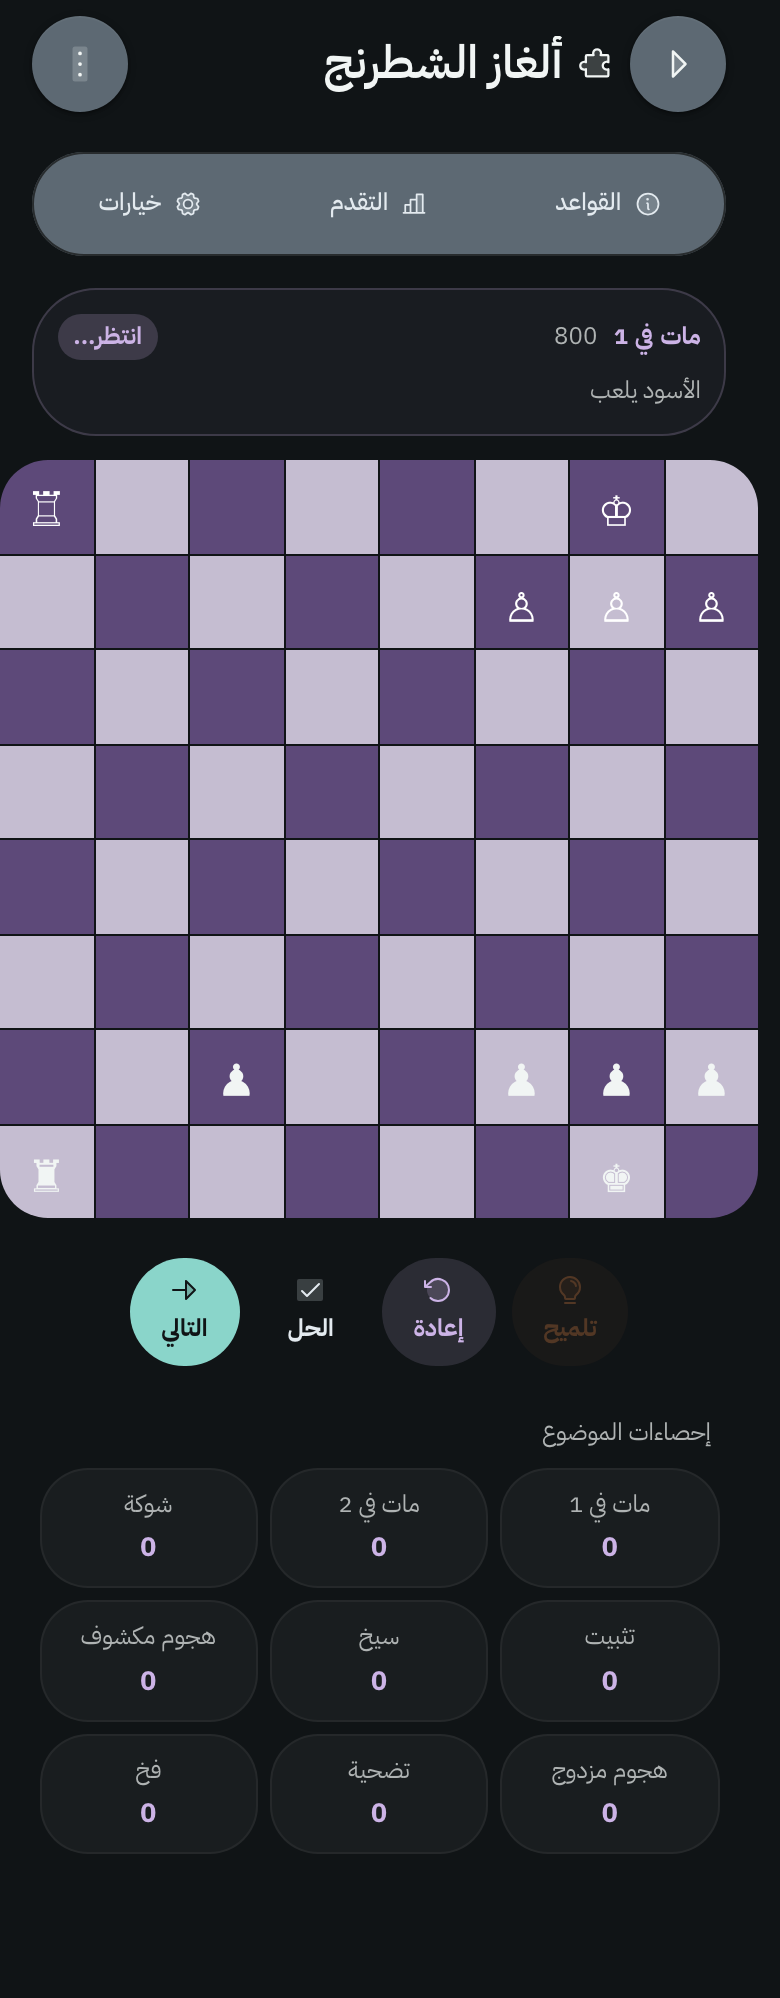 ألغاز الشطرنج
القواعد
التقدم
خيارات
مات في 1 800 انتظر...
الأسود يلعب
تلميح
إعادة
الحل
التالي
إحصاءات الموضوع
مات في 1
0
مات في 2
0
شوكة
0
تثبيت
0
سيخ
0
هجوم مكشوف
0
هجوم مزدوج
0
تضحية
0
فخ
0